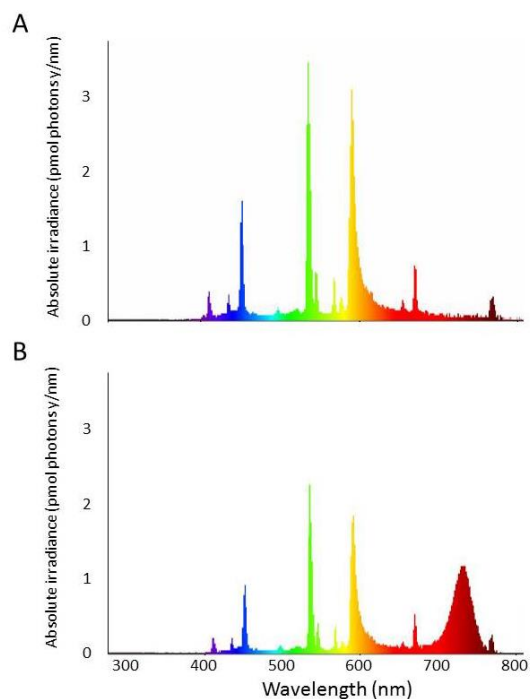 A
Absolute irradiance (pmol photons y/nm)
3
2
1
0
B
Absolute irradiance (pmol photons y/nm)
3
2
1
0
300 400 500 600 700 800
Wavelength (nm)